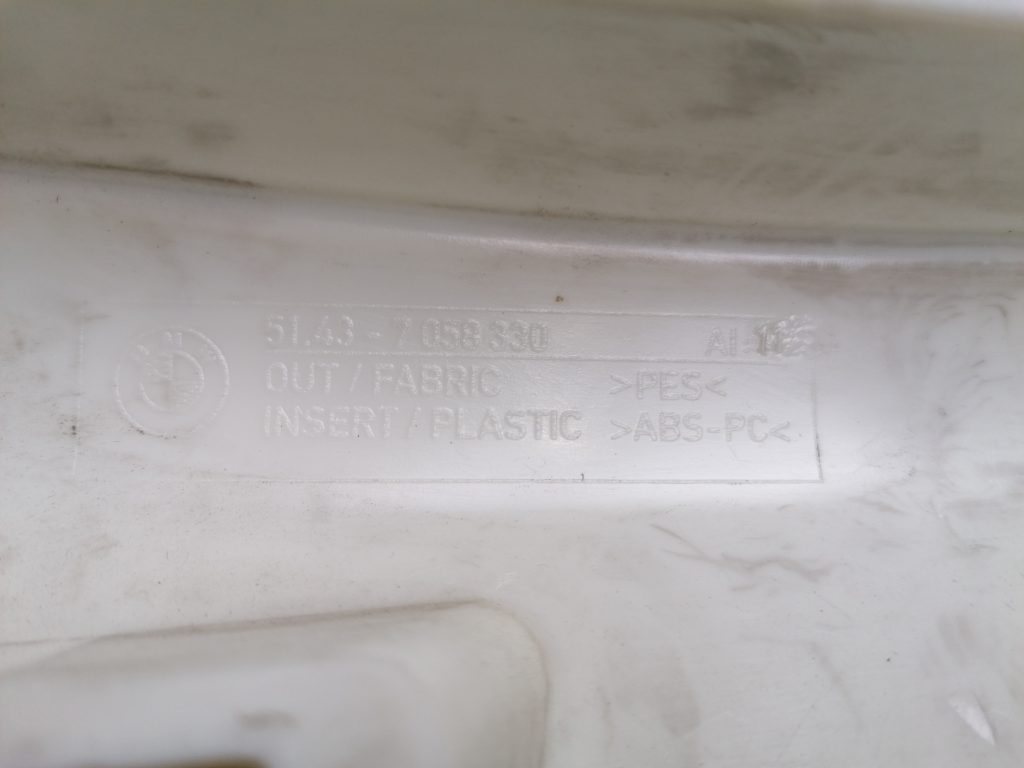 51.43 - 7 058 330
OUT / FABRIC >PES<
INSERT / PLASTIC >ABS-PC<